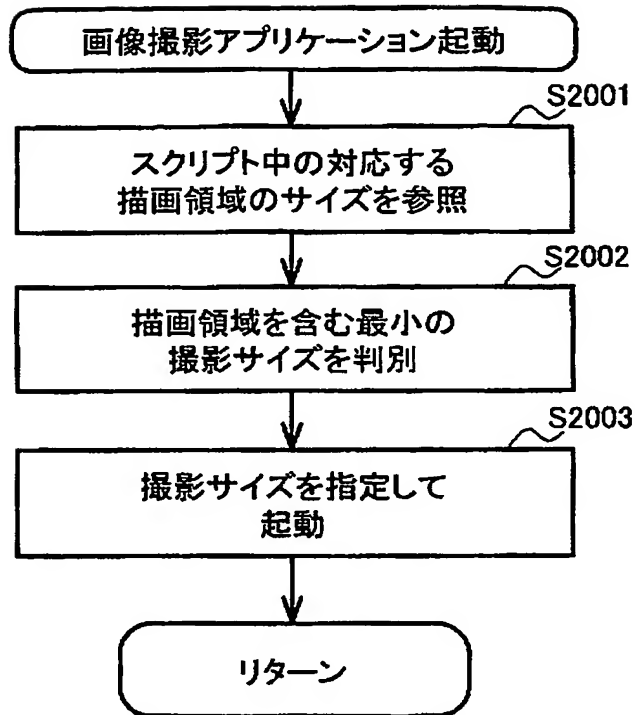 画像撮影アプリケーション起動
S2001
スクリプト中の対応する
描画領域のサイズを参照
S2002
描画領域を含む最小の
撮影サイズを判別
S2003
撮影サイズを指定して
起動
リターン